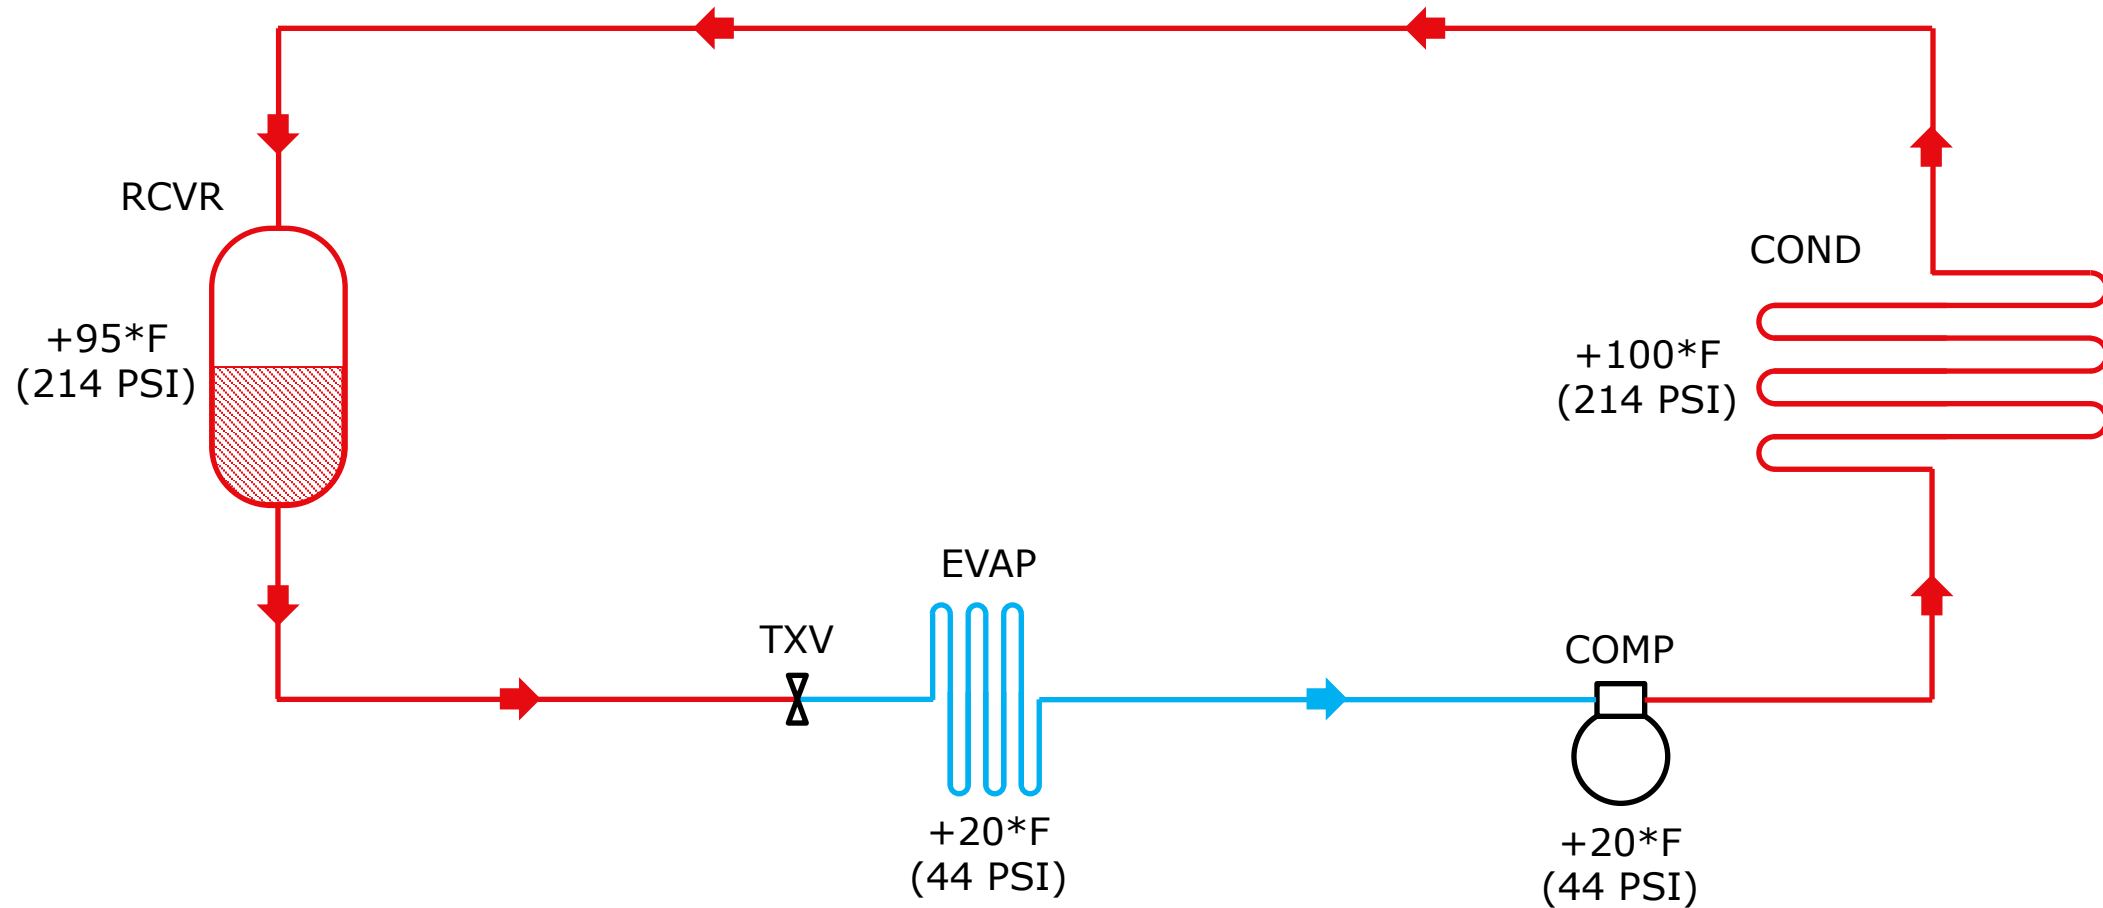 RCVR
+95*F
(214 PSI)
COND
+100*F
(214 PSI)
EVAP
TXV
COMP
+20*F
(44 PSI)
+20*F
(44 PSI)